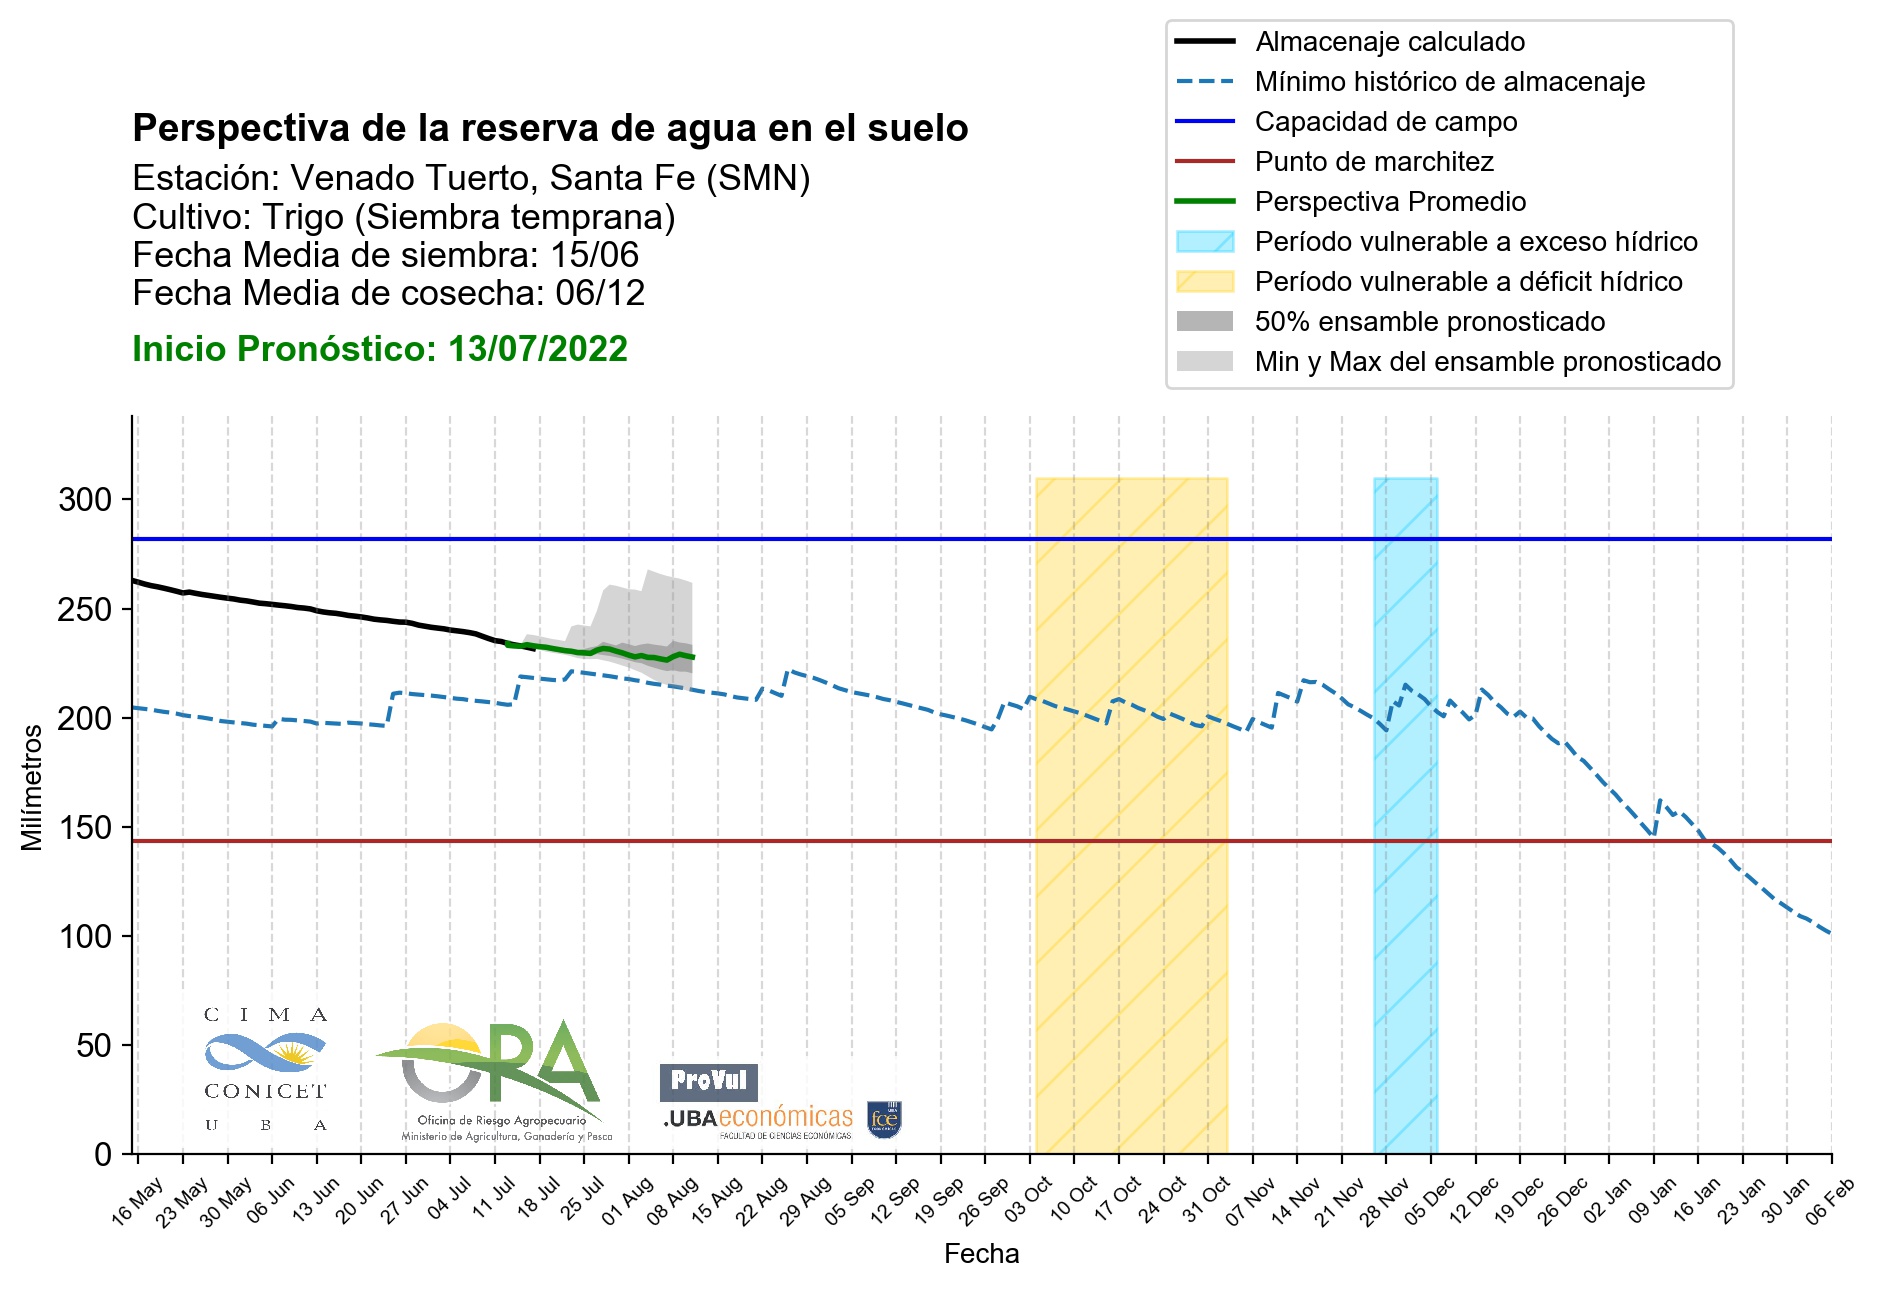 Almacenaje calculado
Mínimo histórico de almacenaje
Capacidad de campo
Punto de marchitez
Perspectiva Promedio
Período vulnerable a exceso hídrico
Período vulnerable a déficit hídrico
50% ensamble pronosticado
Min y Max del ensamble pronosticado
Perspectiva de la reserva de agua en el suelo
Estación: Venado Tuerto, Santa Fe (SMN)
Cultivo: Trigo (Siembra temprana)
Fecha Media de siembra: 15/06
Fecha Media de cosecha: 06/12
Inicio Pronóstico: 13/07/2022
Milímetros
300
250
200
150
100
50
0
CIMA
CONICET
UBA
ORA
Oficina de Riesgo Agropecuario
Ministerio de Agricultura, Ganadería y Pesca
ProVul
.UBAeconómicas
FACULTAD DE CIENCIAS ECONÓMICAS
fce
16 May
23 May
30 May
06 Jun
13 Jun
20 Jun
27 Jun
04 Jul
11 Jul
18 Jul
25 Jul
01 Aug
08 Aug
15 Aug
22 Aug
29 Aug
05 Sep
12 Sep
19 Sep
26 Sep
03 Oct
10 Oct
17 Oct
24 Oct
31 Oct
07 Nov
14 Nov
21 Nov
28 Nov
05 Dec
12 Dec
19 Dec
26 Dec
02 Jan
09 Jan
16 Jan
23 Jan
30 Jan
06 Feb
Fecha